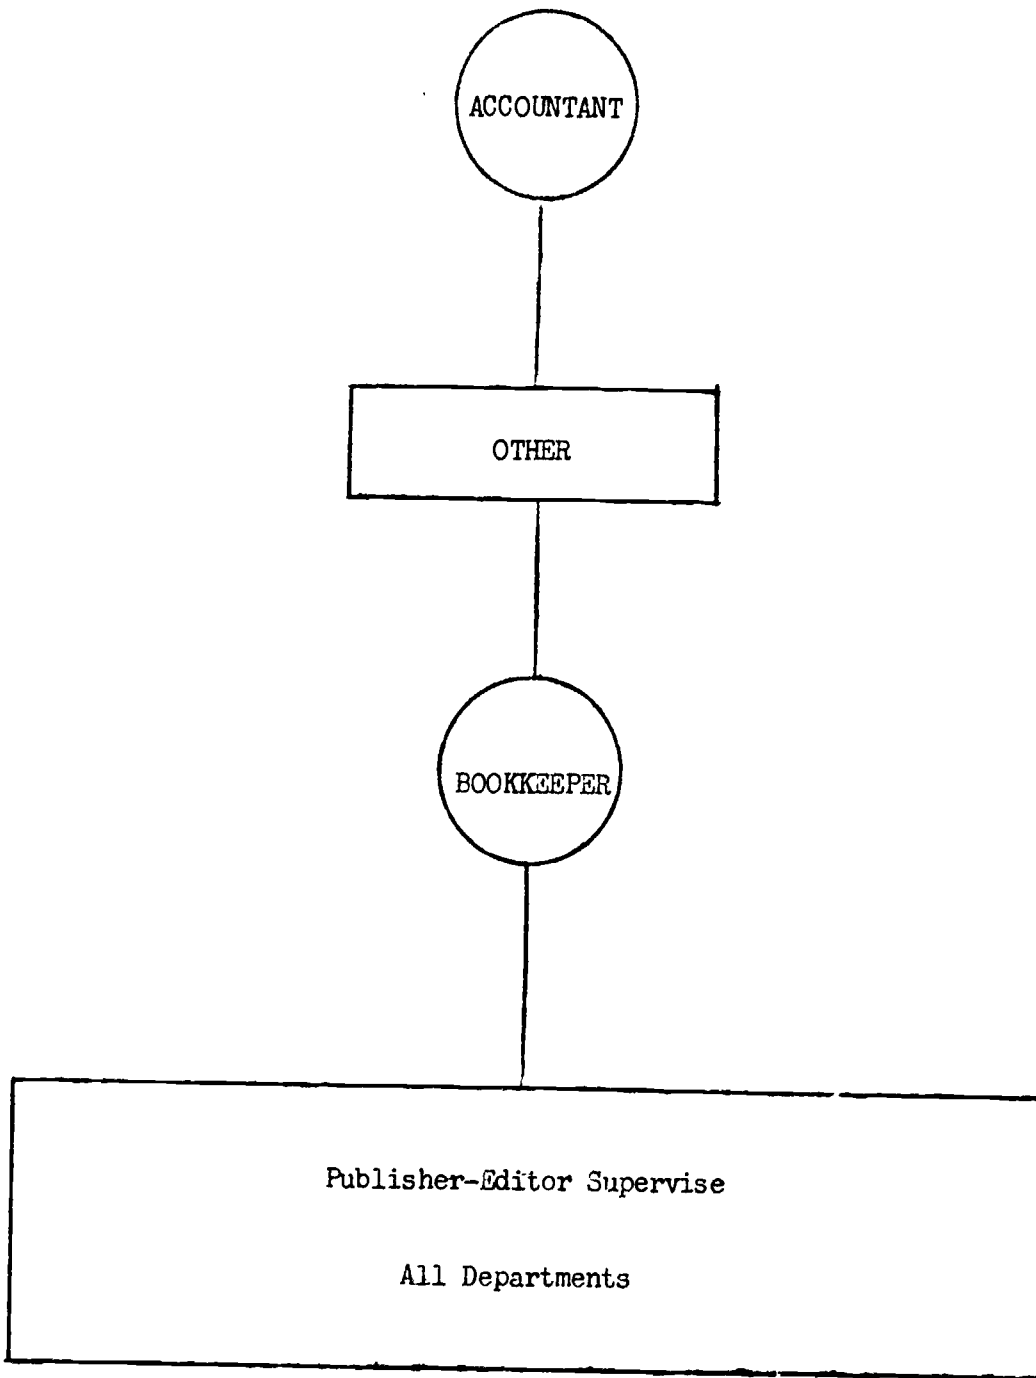 ACCOUNTANT
OTHER
BOOKKEEPER
Publisher-Editor Supervise
All Departments